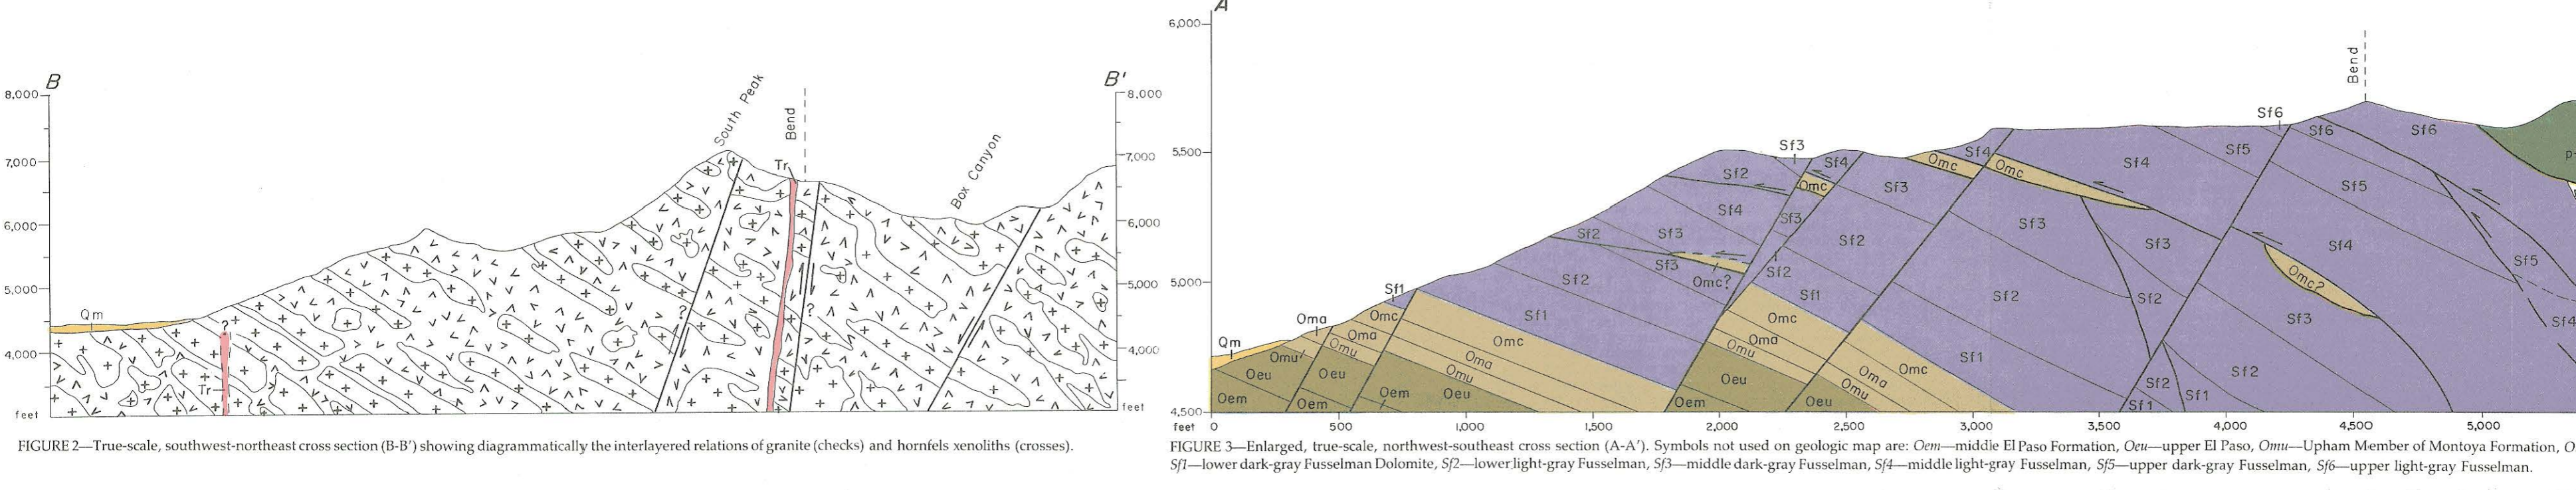 B
B'
8,000
7,000
6,000
5,000
4,000
feet
8,000
7,000
6,000
5,000
4,000
feet
South Peak
Bend
Box Canyon
Tr
Qm
?
Tr
?
?
FIGURE 2—True-scale, southwest-northeast cross section (B-B') showing diagrammatically the interlayered relations of granite (checks) and hornfels xenoliths (crosses).
A
6,000
5,500
5,000
4,500
feet
Bend
Sf6
Sf6
Sf6
Sf3
Sf4
Sf4
Sf5
Sf2
Omc
Omc
Omc
Sf4
Sf3
Sf5
Sf4
Sf3
Sf3
Sf2
Sf3
Sf2
Sf3
Sf4
Sf3
Omc?
Sf2
Sf2
Omc?
Sf5
Sf1
Sf1
Sf2
Sf2
Sf3
Sf4
Oma
Omc
Sf1
Omc
Qm
Omu
Oma
Omu
Omc
Oma
Omu
Oma
Omu
Sf1
Omc
Oma
Omu
Sf2
Oeu
Oeu
Oem
Oeu
Oeu
Sf2
Sf1
Oem
Oem
Oem
Oeu
Sf1
500
1,000
1,500
2,000
2,500
3,000
3,500
4,000
4,500
5,000
FIGURE 3—Enlarged, true-scale, northwest-southeast cross section (A-A'). Symbols not used on geologic map are: Oem—middle El Paso Formation, Oeu—upper El Paso, Omu—Upham Member of Montoya Formation, O
Sf1—lower dark-gray Fusselman Dolomite, Sf2—lower light-gray Fusselman, Sf3—middle dark-gray Fusselman, Sf4—middle light-gray Fusselman, Sf5—upper dark-gray Fusselman, Sf6—upper light-gray Fusselman.